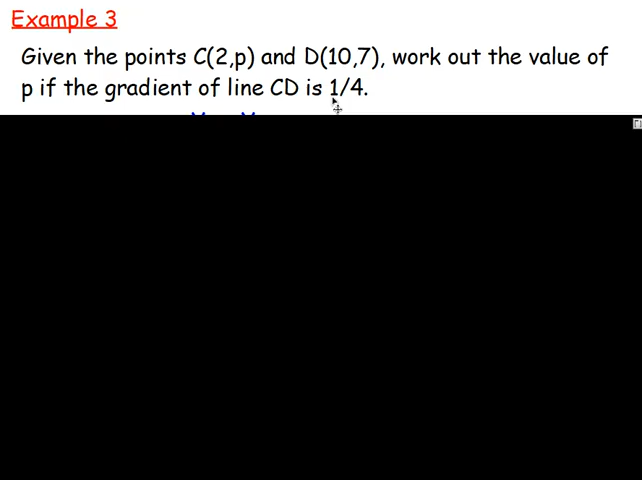 Example 3
Given the points C(2,p) and D(10,7), work out the value of
p if the gradient of line CD is 1/4.